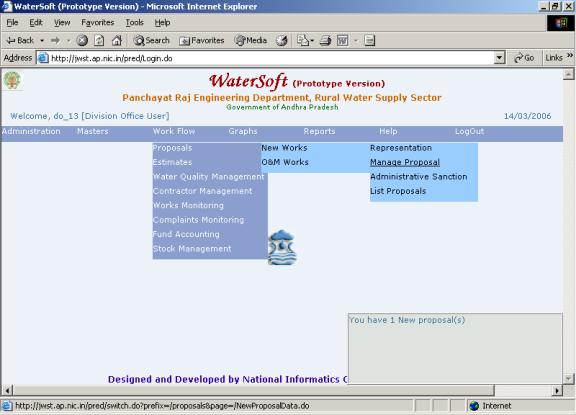 WaterSoft (Prototype Version) - Microsoft Internet Explorer
File Edit View Favorites Tools Help
Back Search Favorites Media
Address http://jwst.ap.nic.in/pred/Login.do Go Links »
WaterSoft (Prototype Version)
Panchayat Raj Engineering Department, Rural Water Supply Sector
Government of Andhra Pradesh
Welcome, do_13 [Division Office User] 14/03/2006
Administration Masters Work Flow Graphs Reports Help LogOut
Proposals New Works Representation
Estimates O&M Works Manage Proposal
Water Quality Management Administrative Sanction
Contractor Management List Proposals
Works Monitoring
Complaints Monitoring
Fund Accounting
Stock Management
You have 1 New proposal(s)
Designed and Developed by National Informatics C
http://jwst.ap.nic.in/pred/switch.do?prefix=/proposals&page=/NewProposalData.do Internet